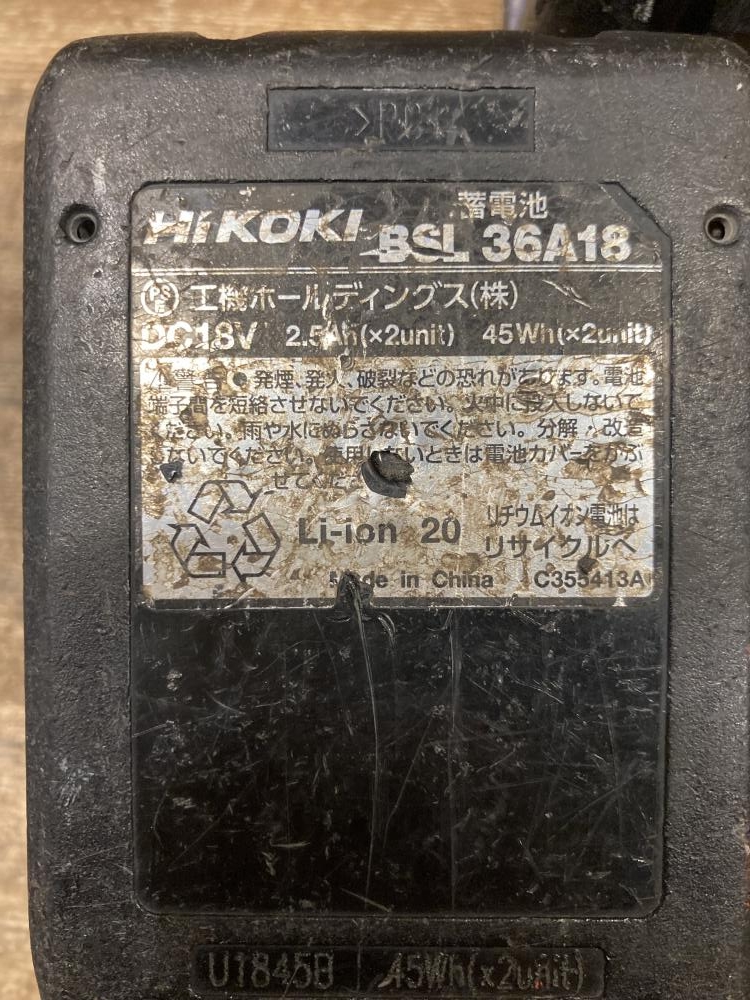 HiKOKI
蓄電池
BSL 36A18
PS E 工機ホールディングス(株)
DC18V 2.5Ah(×2unit) 45Wh(×2unit)
警告 ● 発煙、発火、破裂などの恐れがあります。電池
端子間を短絡させないでください。火中に投入しないで
ください。雨や水にぬらさないでください。分解・改造
しないでください。使用しないときは電池カバーをかぶ
せてくだ
Li-ion 20
リチウムイオン電池は
リサイクルへ
Made in China C355413A
U1845B 45Wh(x2unit)